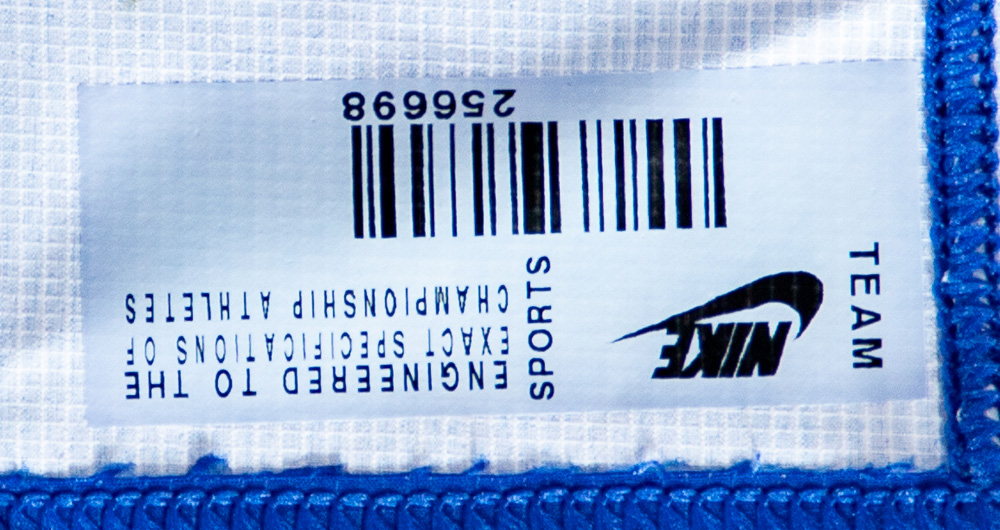 TEAM
NIKE
SPORTS
ENGINEERED TO THE
EXACT SPECIFICATIONS OF
CHAMPIONSHIP ATHLETES
256698